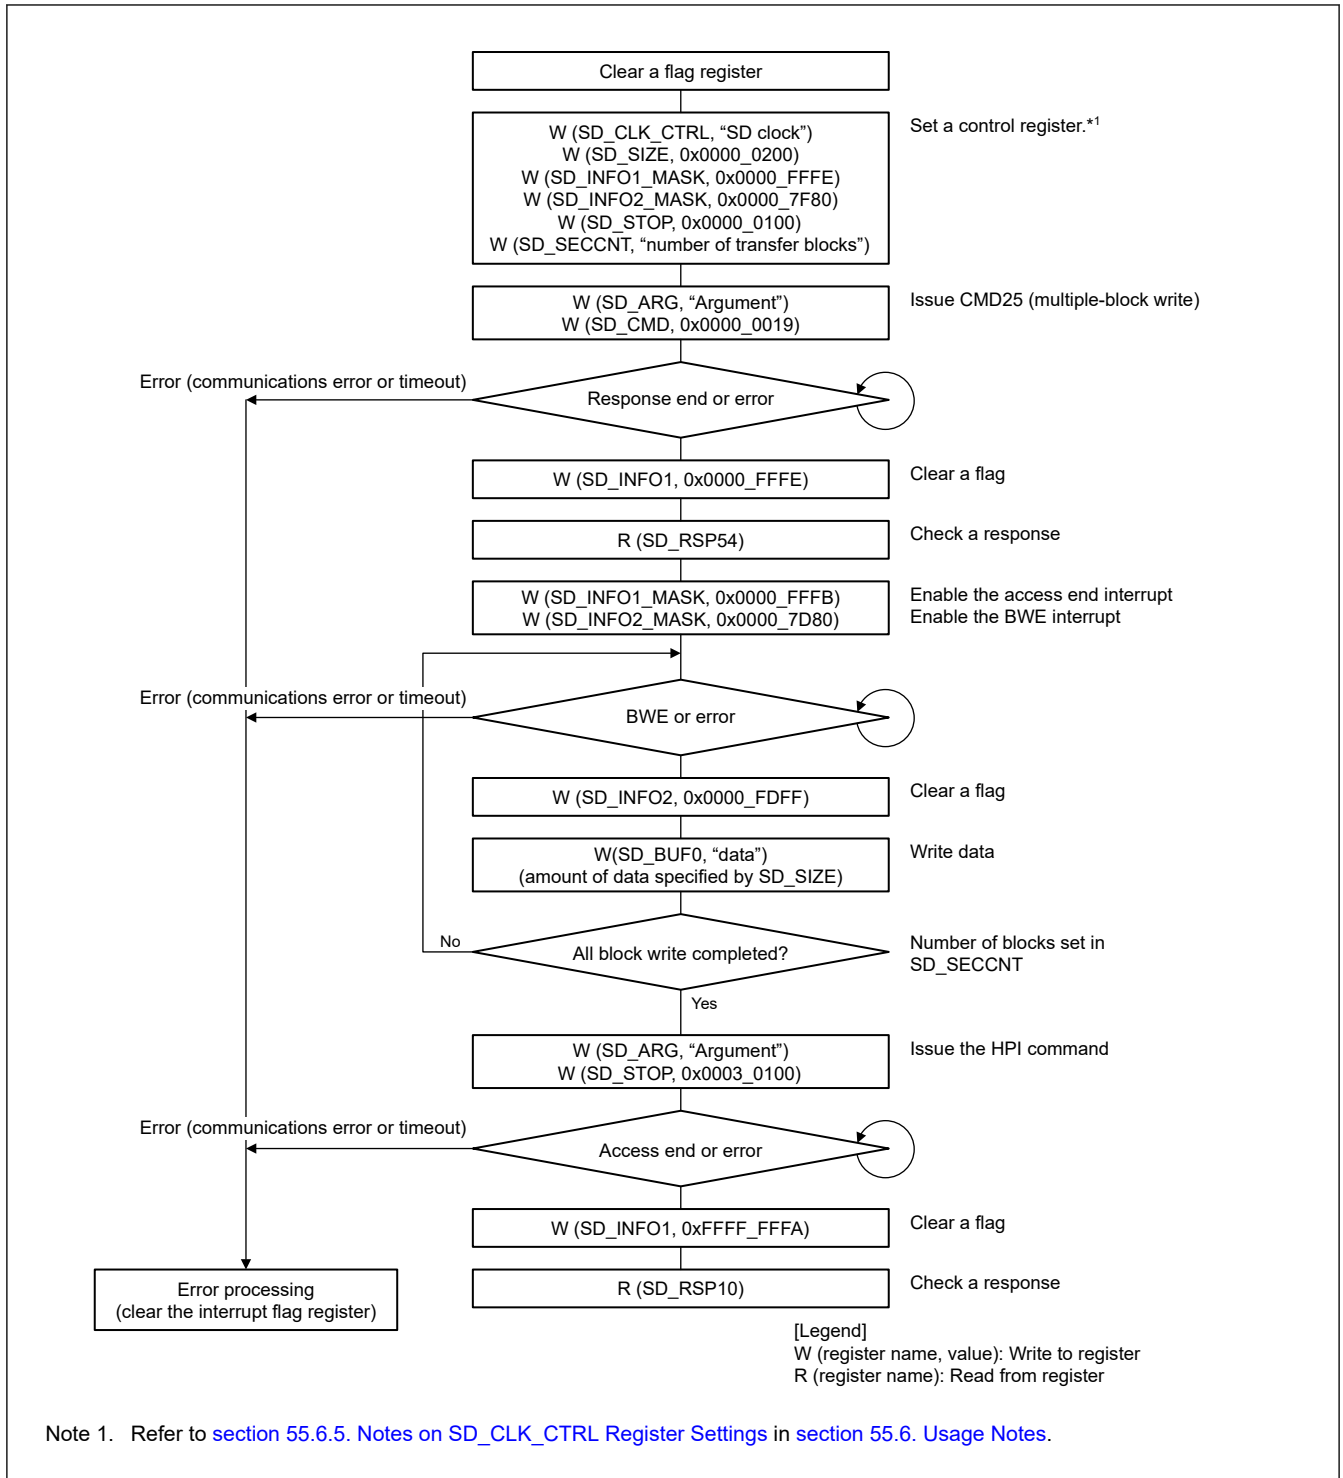 Clear a flag register
W (SD_CLK_CTRL, “SD clock”)
W (SD_SIZE, 0x0000_0200)
W (SD_INFO1_MASK, 0x0000_FFFE)
W (SD_INFO2_MASK, 0x0000_7F80)
W (SD_STOP, 0x0000_0100)
W (SD_SECCNT, “number of transfer blocks”)
Set a control register.*1
W (SD_ARG, “Argument”)
W (SD_CMD, 0x0000_0019)
Issue CMD25 (multiple-block write)
Error (communications error or timeout)
Response end or error
W (SD_INFO1, 0x0000_FFFE)
Clear a flag
R (SD_RSP54)
Check a response
W (SD_INFO1_MASK, 0x0000_FFFB)
W (SD_INFO2_MASK, 0x0000_7D80)
Enable the access end interrupt
Enable the BWE interrupt
Error (communications error or timeout)
BWE or error
W (SD_INFO2, 0x0000_FDFF)
Clear a flag
W(SD_BUF0, “data”)
(amount of data specified by SD_SIZE)
Write data
No
All block write completed?
Number of blocks set in
SD_SECCNT
Yes
W (SD_ARG, “Argument”)
W (SD_STOP, 0x0003_0100)
Issue the HPI command
Error (communications error or timeout)
Access end or error
W (SD_INFO1, 0xFFFF_FFFA)
Clear a flag
Error processing
(clear the interrupt flag register)
R (SD_RSP10)
Check a response
[Legend]
W (register name, value): Write to register
R (register name): Read from register
Note 1. Refer to section 55.6.5. Notes on SD_CLK_CTRL Register Settings in section 55.6. Usage Notes.